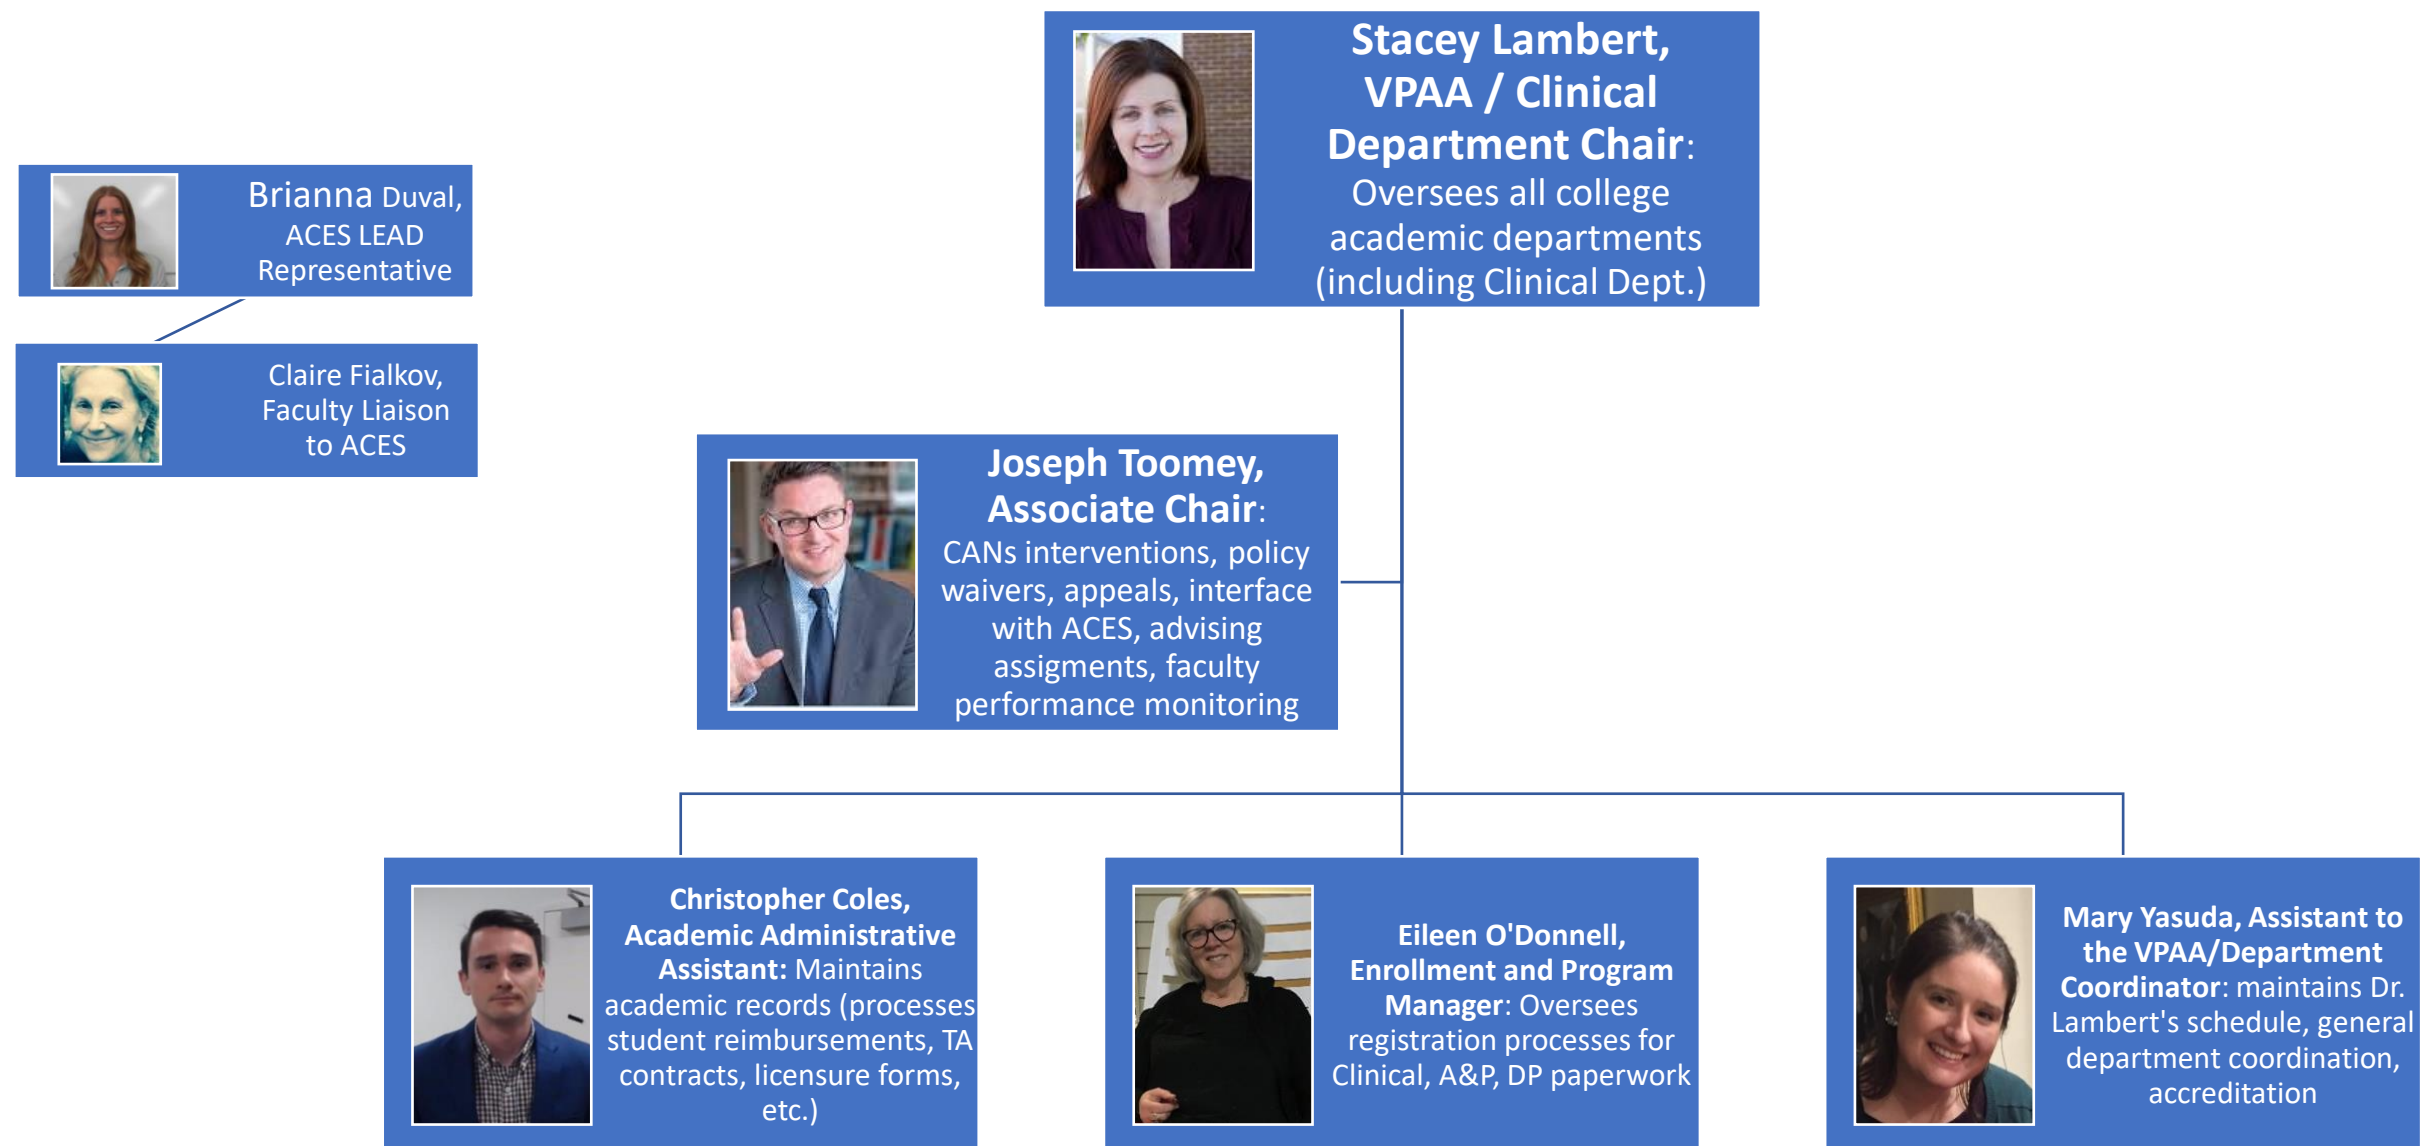 Stacey Lambert,
VPAA / Clinical
Department Chair:
Oversees all college
academic departments
(including Clinical Dept.)
Brianna Duval,
ACES LEAD
Representative
Claire Fialkov,
Faculty Liaison
to ACES
Joseph Toomey,
Associate Chair:
CANs interventions, policy
waivers, appeals, interface
with ACES, advising
assigments, faculty
performance monitoring
Christopher Coles,
Academic Administrative
Assistant: Maintains
academic records (processes
student reimbursements, TA
contracts, licensure forms,
etc.)
Eileen O'Donnell,
Enrollment and Program
Manager: Oversees
registration processes for
Clinical, A&P, DP paperwork
Mary Yasuda, Assistant to
the VPAA/Department
Coordinator: maintains Dr.
Lambert's schedule, general
department coordination,
accreditation